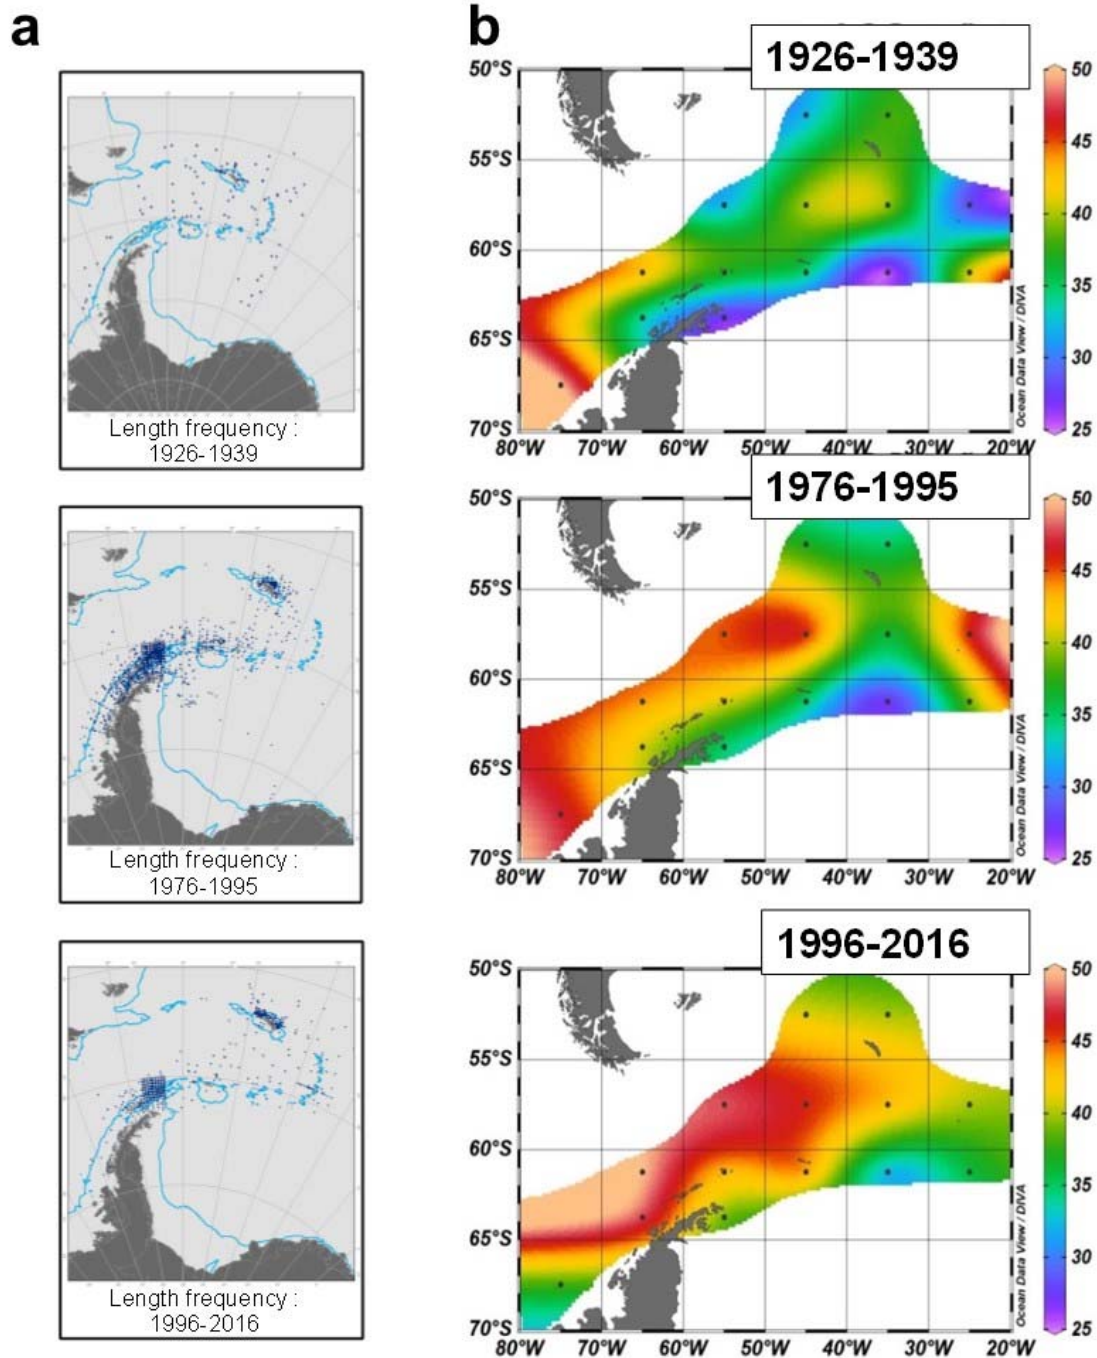 a
b
Length frequency :
1926-1939
Length frequency :
1976-1995
Length frequency :
1996-2016
1926-1939
50°S
55°S
60°S
65°S
70°S
80°W 70°W 60°W 50°W 40°W 30°W 20°W
50
45
40
35
30
25
Ocean Data View / DIVA
1976-1995
50°S
55°S
60°S
65°S
70°S
80°W 70°W 60°W 50°W 40°W 30°W 20°W
50
45
40
35
30
25
Ocean Data View / DIVA
1996-2016
50°S
55°S
60°S
65°S
70°S
80°W 70°W 60°W 50°W 40°W 30°W 20°W
50
45
40
35
30
25
Ocean Data View / DIVA